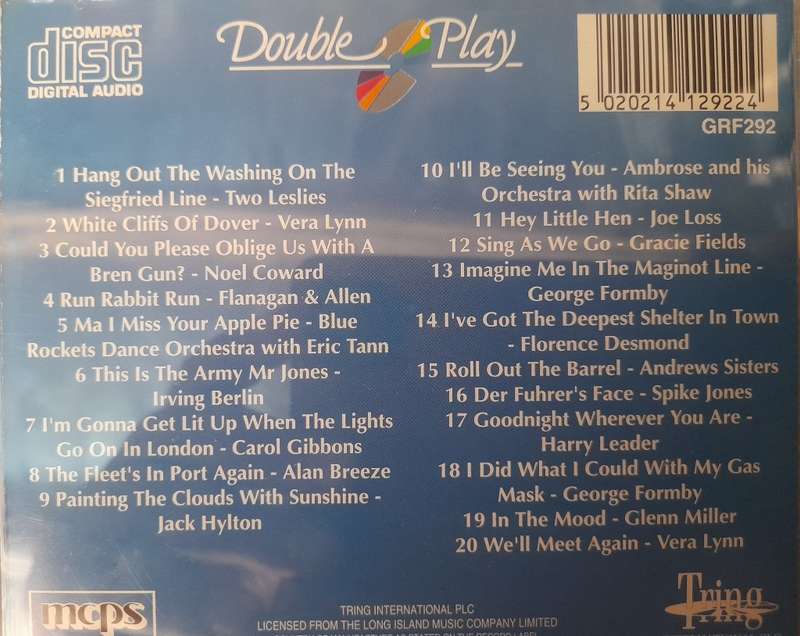 COMPACT
disc
DIGITAL AUDIO
Double Play
5 020214 129224
GRF292
1 Hang Out The Washing On The
Siegfried Line - Two Leslies
2 White Cliffs Of Dover - Vera Lynn
3 Could You Please Oblige Us With A
Bren Gun? - Noel Coward
4 Run Rabbit Run - Flanagan & Allen
5 Ma I Miss Your Apple Pie - Blue
Rockets Dance Orchestra with Eric Tann
6 This Is The Army Mr Jones -
Irving Berlin
7 I'm Gonna Get Lit Up When The Lights
Go On In London - Carol Gibbons
8 The Fleet's In Port Again - Alan Breeze
9 Painting The Clouds With Sunshine -
Jack Hylton
10 I'll Be Seeing You - Ambrose and his
Orchestra with Rita Shaw
11 Hey Little Hen - Joe Loss
12 Sing As We Go - Gracie Fields
13 Imagine Me In The Maginot Line -
George Formby
14 I've Got The Deepest Shelter In Town
- Florence Desmond
15 Roll Out The Barrel - Andrews Sisters
16 Der Fuhrer's Face - Spike Jones
17 Goodnight Wherever You Are -
Harry Leader
18 I Did What I Could With My Gas
Mask - George Formby
19 In The Mood - Glenn Miller
20 We'll Meet Again - Vera Lynn
mcps
TRING INTERNATIONAL PLC
LICENSED FROM THE LONG ISLAND MUSIC COMPANY LIMITED
Tring